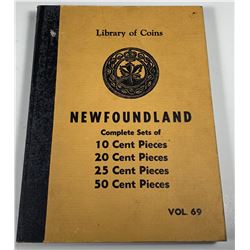 Library of Coins
NEWFOUNDLAND
Complete Sets of
10 Cent Pieces
20 Cent Pieces
25 Cent Pieces
50 Cent Pieces
VOL. 69